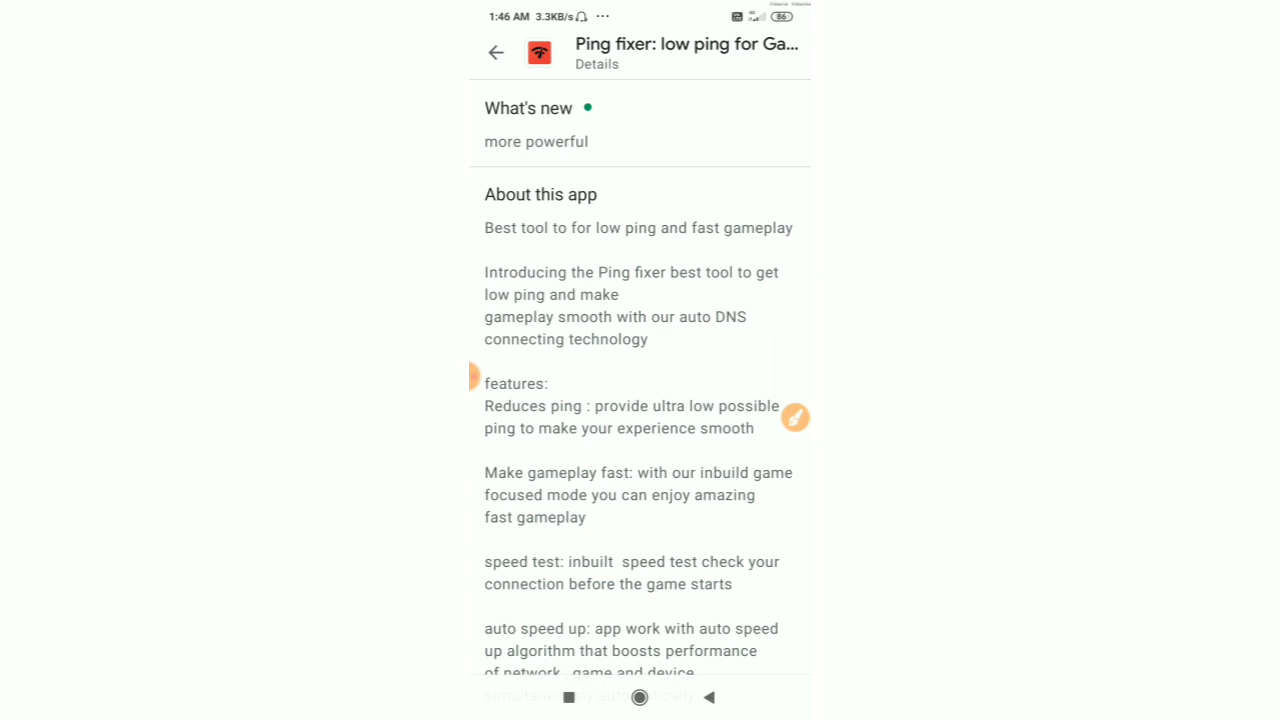 1:46 AM 3.3KB/s ...
86
Ping fixer: low ping for Ga...
Details
What's new
more powerful
About this app
Best tool to for low ping and fast gameplay
Introducing the Ping fixer best tool to get
low ping and make
gameplay smooth with our auto DNS
connecting technology
features:
Reduces ping : provide ultra low possible
ping to make your experience smooth
Make gameplay fast: with our inbuild game
focused mode you can enjoy amazing
fast gameplay
speed test: inbuilt  speed test check your
connection before the game starts
auto speed up: app work with auto speed
up algorithm that boosts performance
of network , game and device
simultaneously automatically